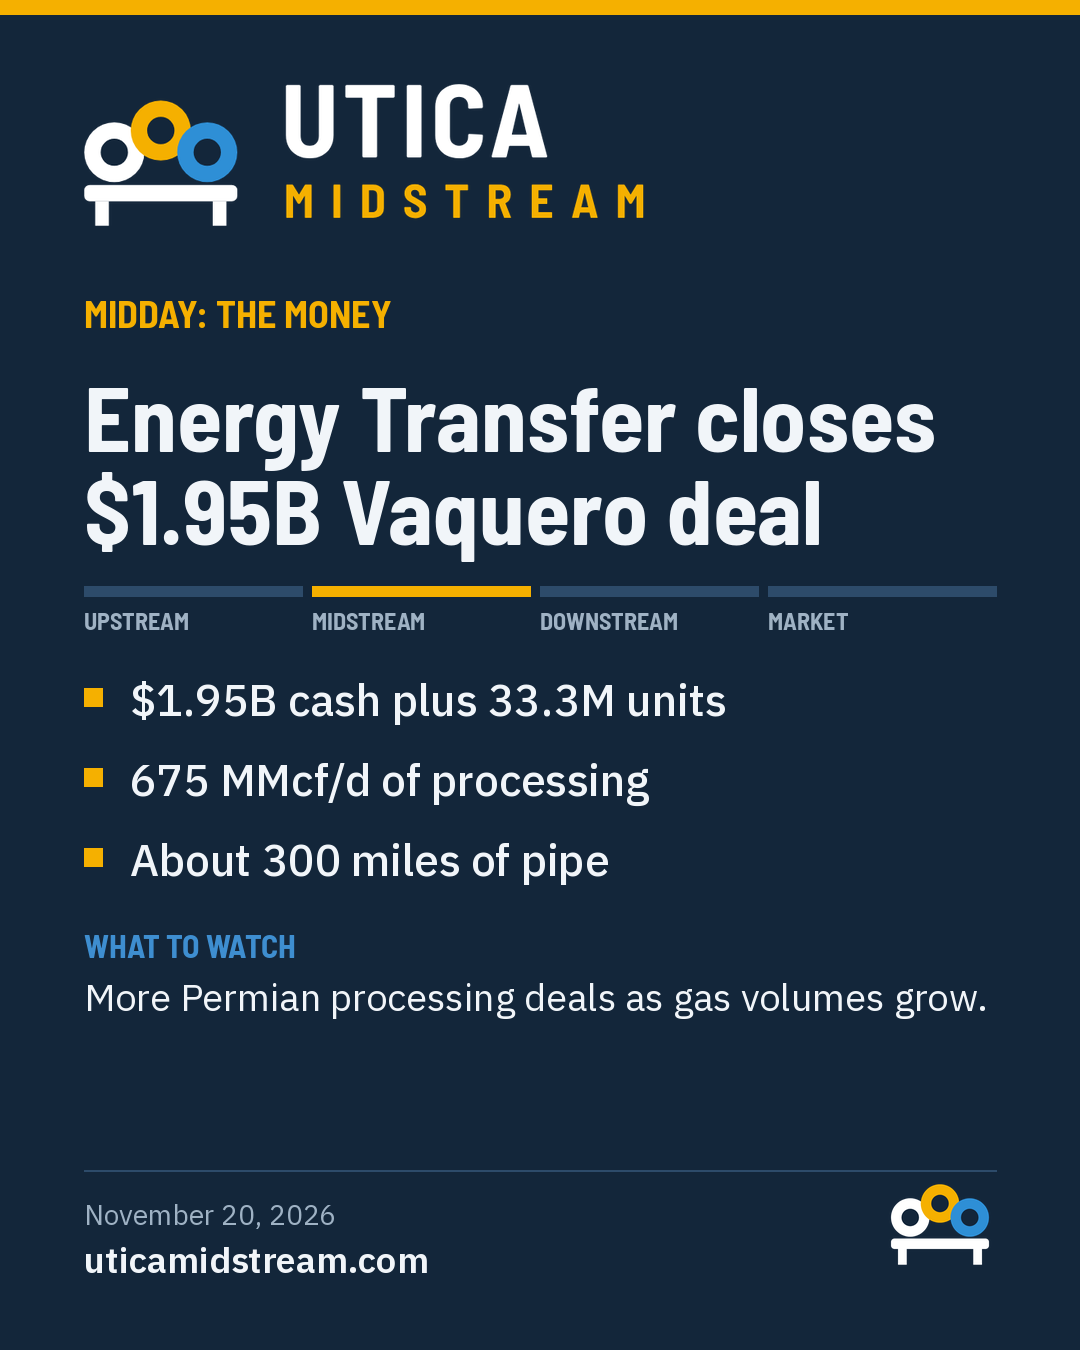 UTICA
MIDSTREAM
MIDDAY: THE MONEY
Energy Transfer closes
$1.95B Vaquero deal
UPSTREAM MIDSTREAM DOWNSTREAM MARKET
$1.95B cash plus 33.3M units
675 MMcf/d of processing
About 300 miles of pipe
WHAT TO WATCH
More Permian processing deals as gas volumes grow.
November 20, 2026
uticamidstream.com